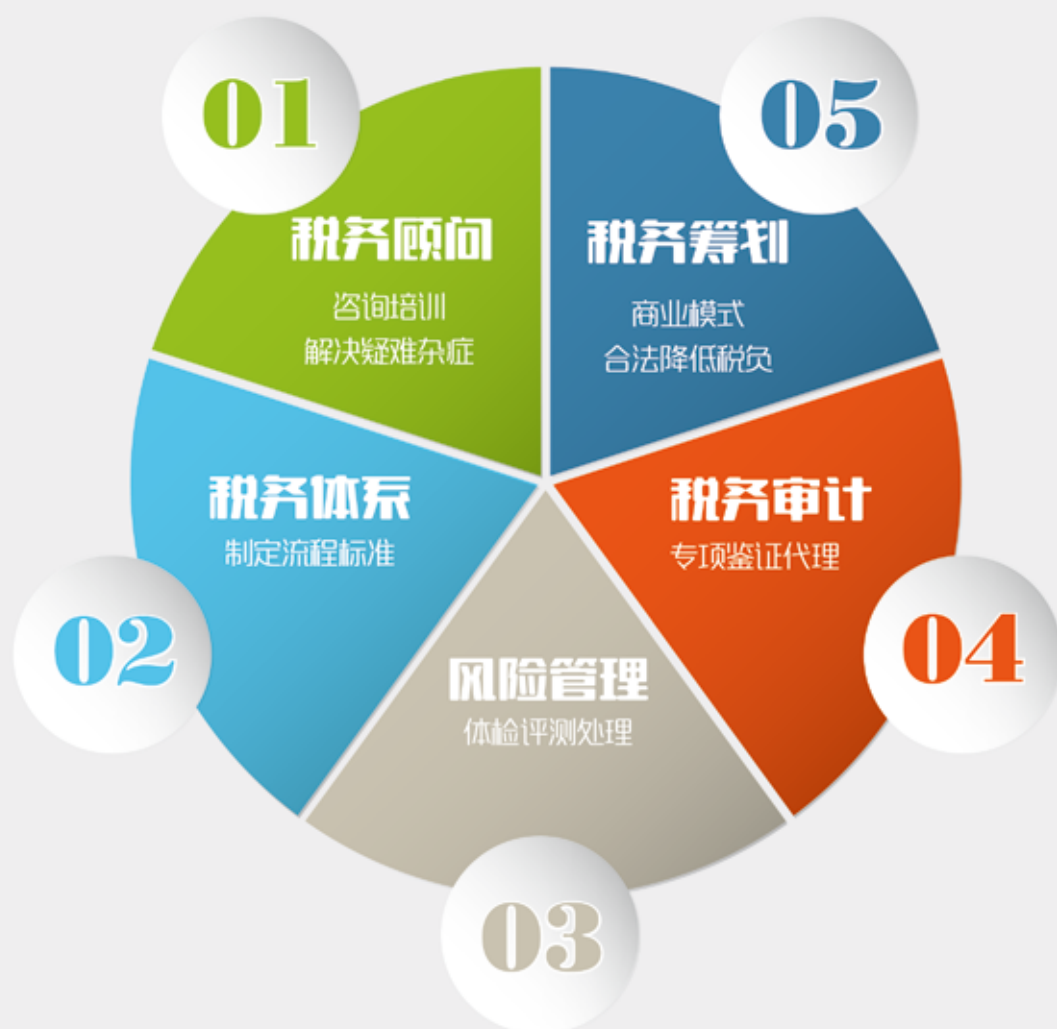 01
税务顾问
咨询培训
解决疑难杂症
02
税务体系
制定流程标准
03
风险管理
体检评测处理
04
税务审计
专项鉴证代理
05
税务筹划
商业模式
合法降低税负